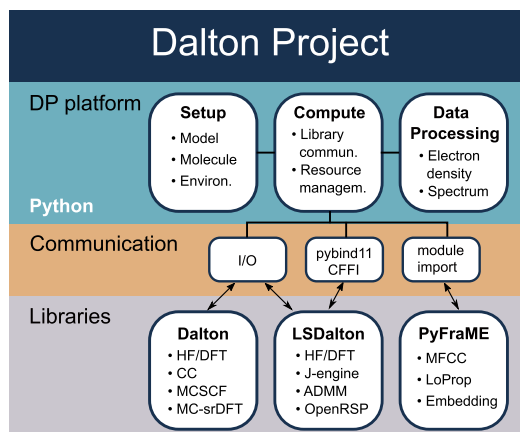 Dalton Project
DP platform
Setup
• Model
• Molecule
• Environ.
Compute
• Library
commun.
• Resource
managem.
Data
Processing
• Electron
density
• Spectrum
Python
Communication
I/O
pybind11
CFFI
module
import
Libraries
Dalton
• HF/DFT
• CC
• MCSCF
• MC-srDFT
LSDalton
• HF/DFT
• J-engine
• ADMM
• OpenRSP
PyFraME
• MFCC
• LoProp
• Embedding